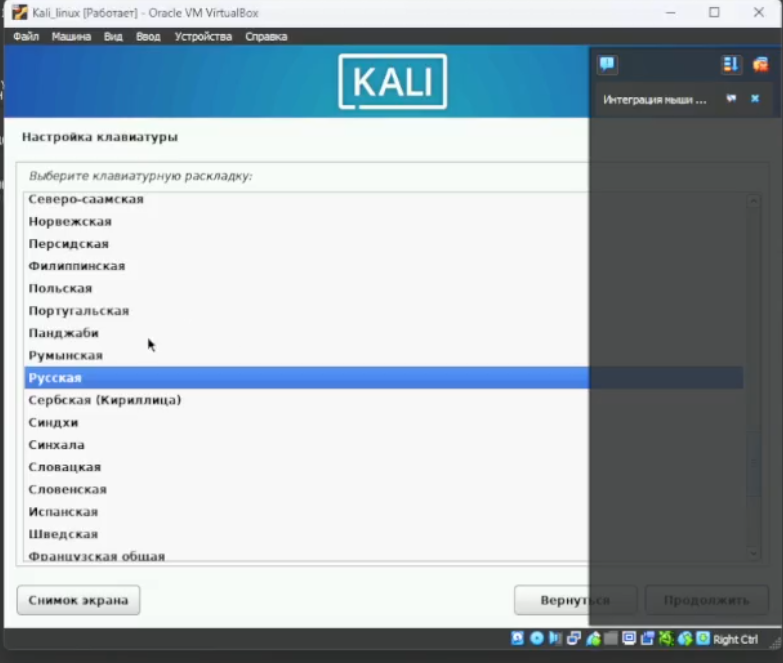 Kali_linux [Работает] - Oracle VM VirtualBox
Файл Машина Вид Ввод Устройства Справка
KALI
Интеграция мыши ...
Настройка клавиатуры
Выберите клавиатурную раскладку:
Северо-саамская
Норвежская
Персидская
Филиппинская
Польская
Португальская
Панджаби
Румынская
Русская
Сербская (Кириллица)
Синдхи
Синхала
Словацкая
Словенская
Испанская
Шведская
Французская общая
Снимок экрана Вернуться Продолжить
Right Ctrl